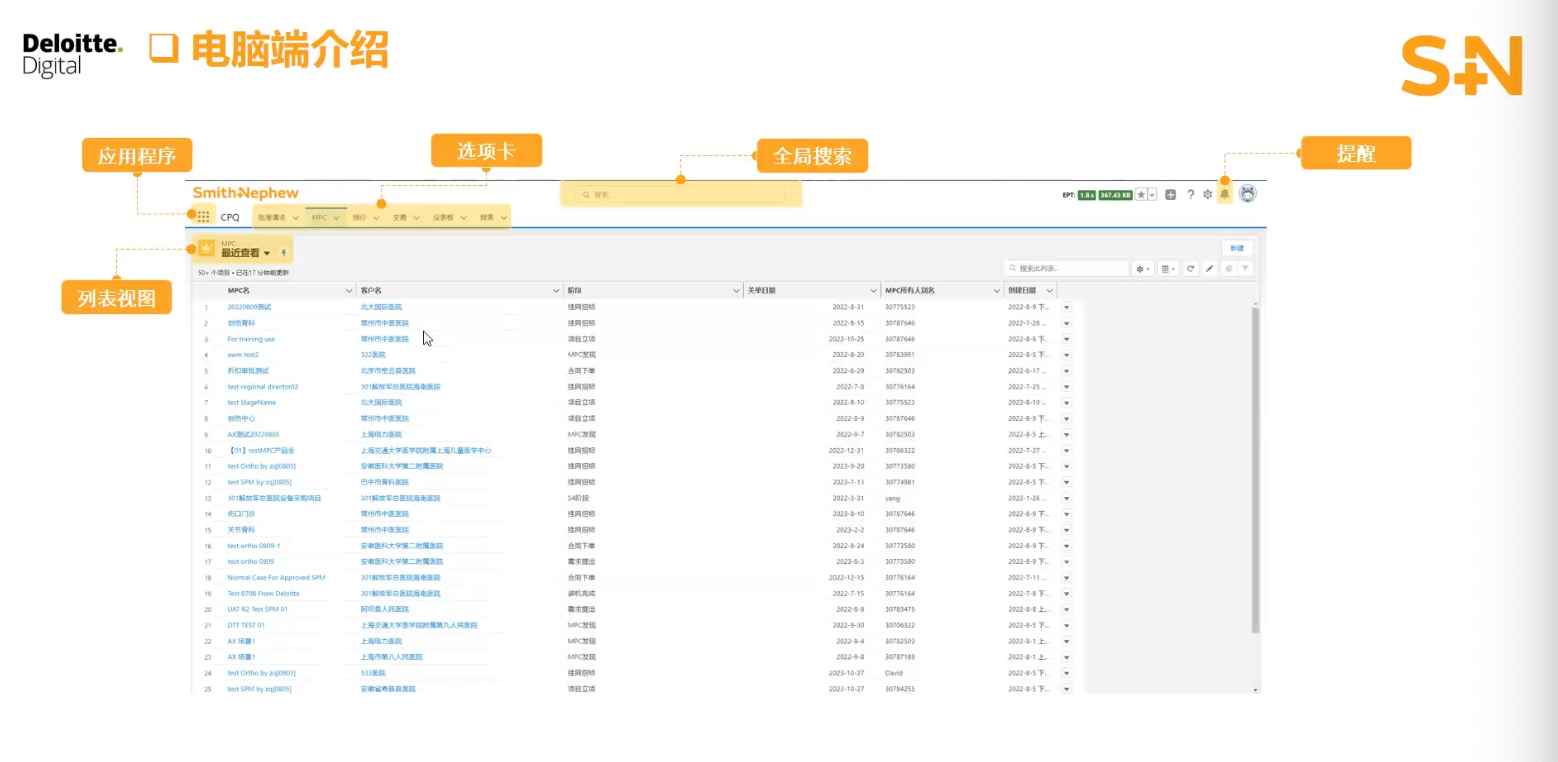 Deloitte.
Digital
电脑端介绍
S+N
应用程序
选项卡
全局搜索
提醒
列表视图
Smith+Nephew
搜索...
EPT: 1.8 s 367.45 KB
CPQ 批准请求 MPC 报价 交易 仪表板 报表
MPC
最近查看
新建
50+ 个项目 • 已在17 分钟前更新
搜索此列表...
MPC名 客户名 阶段 关单日期 MPC所有人别名 创建日期
1 20220809测试 北大国际医院 挂网招标 2022-8-31 30775523 2022-8-9 下...
2 创伤骨科 常州市中医医院 挂网招标 2022-8-15 30787646 2022-7-28 ...
3 For training use 常州市中医医院 项目立项 2022-10-25 30787646 2022-8-8 下...
4 awm test2 322医院 MPC发现 2022-8-20 30783991 2022-8-5 下...
5 折扣审批测试 北京市密云县医院 合同下单 2022-6-29 30782503 2022-6-17 ...
6 test regional director02 301解放军总医院海南医院 挂网招标 2022-7-8 30776164 2022-7-25 ...
7 test StageName 北大国际医院 项目立项 2022-8-10 30775523 2022-8-10 ...
8 创伤中心 常州市中医医院 项目立项 2022-8-9 30787646 2022-8-9 下...
9 AX测试20220805 上海电力医院 MPC发现 2022-9-7 30782503 2022-8-5 上...
10 【01】testMPC产品全 上海交通大学医学院附属上海儿童医学中心 挂网招标 2022-12-31 30706322 2022-7-27 ...
11 test Ortho by zq[0805] 安徽医科大学第二附属医院 挂网招标 2023-9-20 30773580 2022-8-5 下...
12 test SPM by zq[0805] 巴中市骨科医院 挂网招标 2023-7-13 30774981 2022-8-5 下...
13 301解放军总医院设备采购项目 301解放军总医院海南医院 S4阶段 2022-3-31 yang 2022-1-26 ...
14 伤口门诊 常州市中医医院 挂网招标 2023-8-10 30787646 2022-8-9 下...
15 关节骨科 常州市中医医院 挂网招标 2023-2-2 30787646 2022-8-9 下...
16 test ortho 0809-1 安徽医科大学第二附属医院 合同下单 2022-8-24 30773580 2022-8-9 下...
17 test ortho 0809 安徽医科大学第二附属医院 需求提出 2023-8-3 30773580 2022-8-9 下...
18 Normal Case For Approved SPM 301解放军总医院海南医院 合同下单 2022-12-15 30776164 2022-7-11 ...
19 Test 0708 From Deloitte 301解放军总医院海南医院 装机完成 2022-7-15 30776164 2022-7-8 下...
20 UAT R2 Test SPM 01 阿坝县人民医院 需求提出 2022-8-8 30783475 2022-8-8 上...
21 DTT TEST 01 上海交通大学医学院附属第九人民医院 MPC发现 2022-9-30 30706322 2022-8-5 下...
22 AX 场景1 上海电力医院 MPC发现 2022-9-4 30782503 2022-8-1 上...
23 AX 场景1 上海市第八人民医院 MPC发现 2022-9-8 30787189 2022-8-1 上...
24 test Ortho by zq[0805] 533医院 挂网招标 2023-10-27 David 2022-8-5 下...
25 test SPM by zq[0805] 安徽省寿县县医院 项目立项 2023-10-27 30784255 2022-8-5 下...